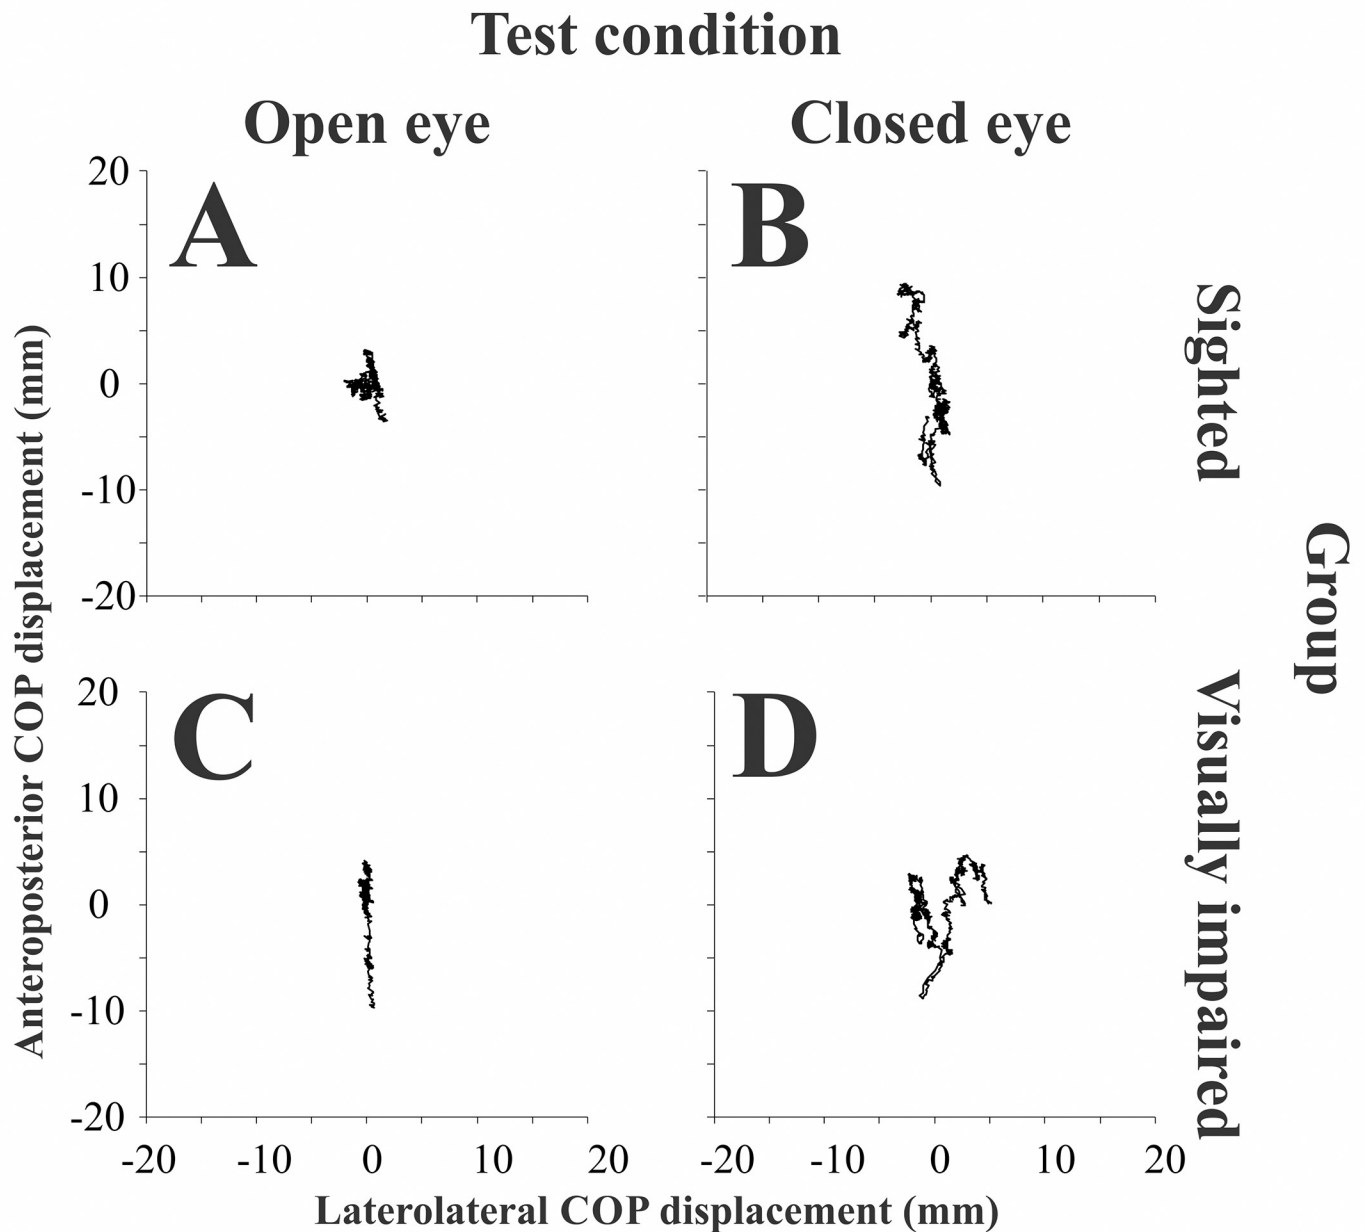 Test condition
Open eye
Closed eye
A
B
20
10
0
-10
-20
Sighted
Group
Anteroposterior COP displacement (mm)
C
D
20
10
0
-10
-20
Visually impaired
-20 -10 0 10 20
-20 -10 0 10 20
Laterolateral COP displacement (mm)